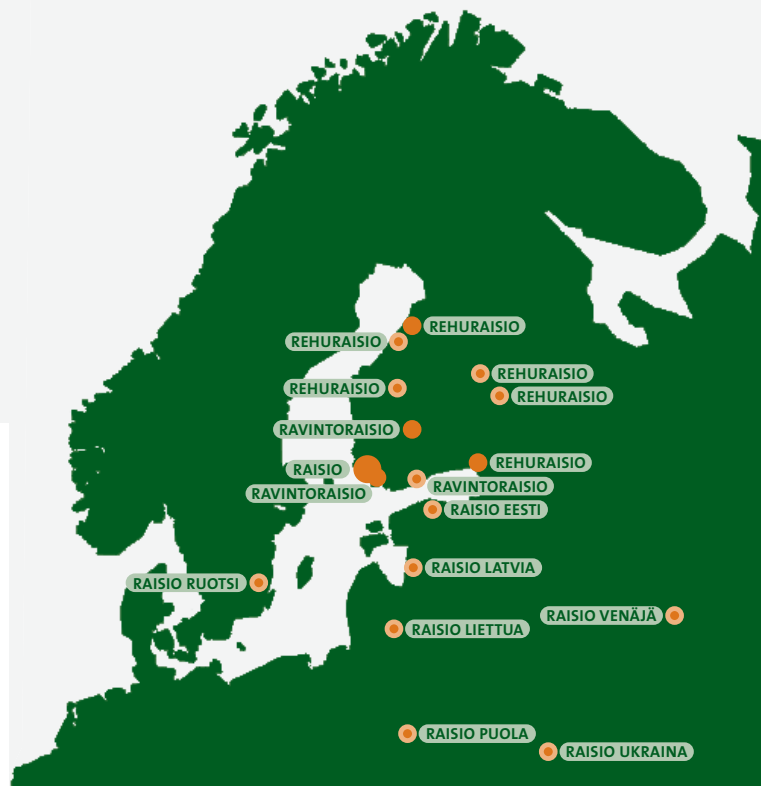 REHURAISIO
REHURAISIO
REHURAISIO
REHURAISIO
REHURAISIO
RAVINTORAISIO
REHURAISIO
RAISIO
RAVINTORAISIO
RAVINTORAISIO
RAISIO EESTI
RAISIO LATVIA
RAISIO RUOTSI
RAISIO VENÄJÄ
RAISIO LIETTUA
RAISIO PUOLA
RAISIO UKRAINA